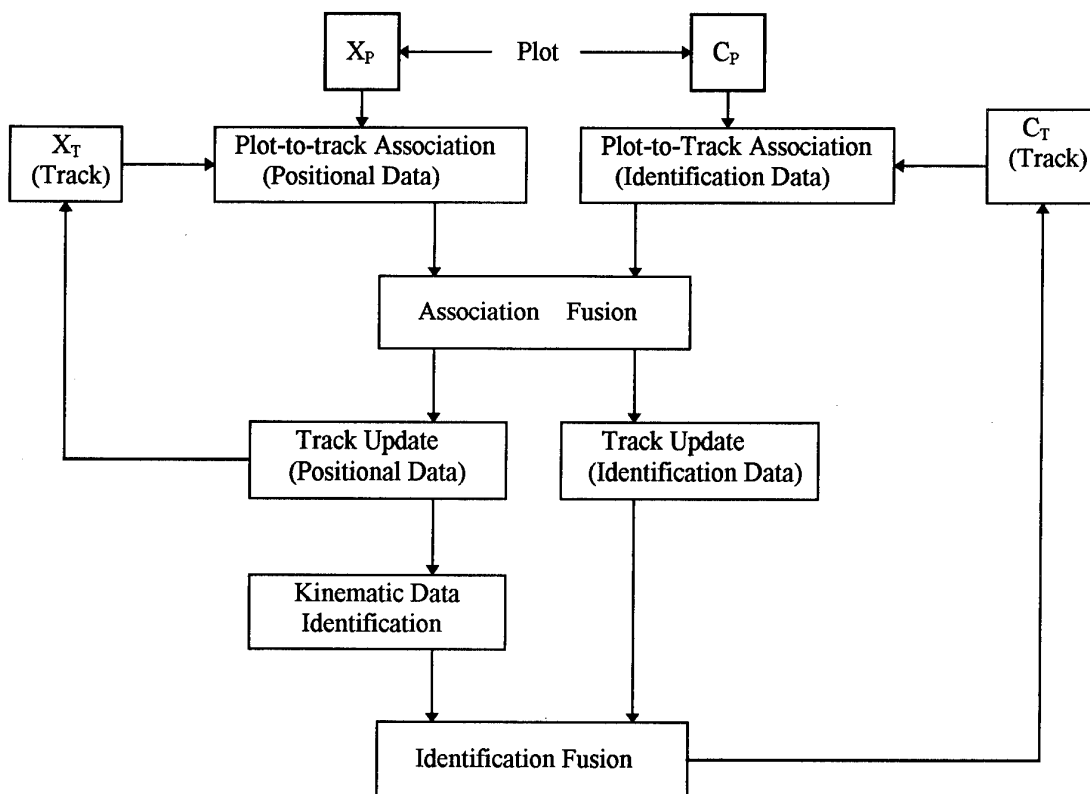 X_P
Plot
C_P
X_T
(Track)
Plot-to-track Association
(Positional Data)
Plot-to-Track Association
(Identification Data)
C_T
(Track)
Association Fusion
Track Update
(Positional Data)
Track Update
(Identification Data)
Kinematic Data
Identification
Identification Fusion